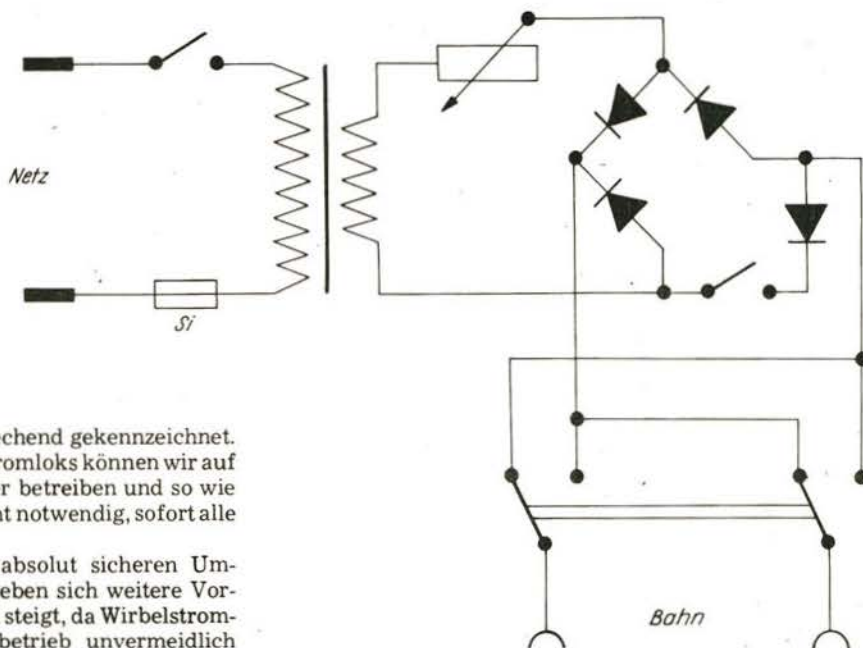 Netz
Si
echend gekennzeichnet.
romloks können wir auf
r betreiben und so wie
nt notwendig, sofort alle
absolut sicheren Um-
eben sich weitere Vor-
steigt, da Wirbelstrom-
betrieb unvermeidlich
Bahn